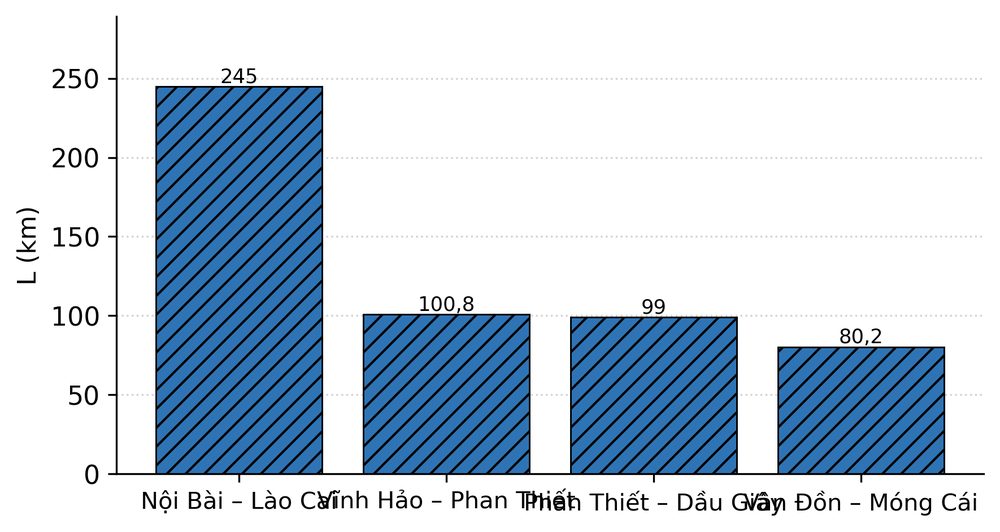 L (km)
250
200
150
100
50
0
245
100,8
99
80,2
Nội Bài – Lào Cai
Vĩnh Hảo – Phan Thiết
Phan Thiết – Dầu Giây
Vân Đồn – Móng Cái